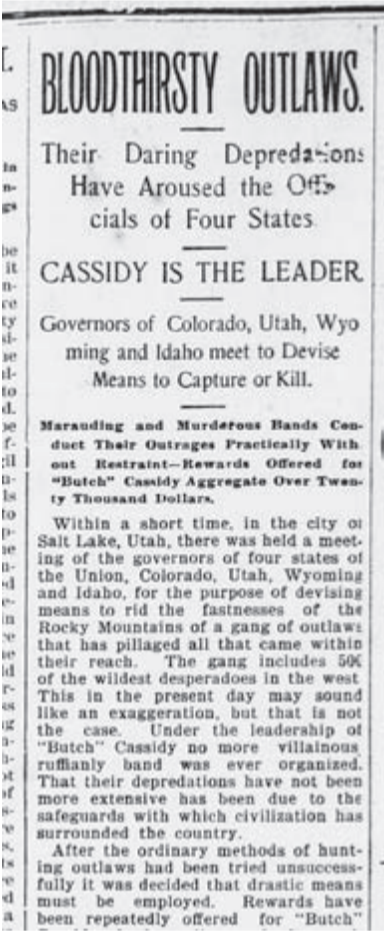 BLOODTHIRSTY OUTLAWS.
Their Daring Depredations
Have Aroused the Offi
cials of Four States
CASSIDY IS THE LEADER
Governors of Colorado, Utah, Wyo
ming and Idaho meet to Devise
Means to Capture or Kill.
Marauding and Murderous Bands Con
duct Their Outrages Practically With
out Restraint—Rewards Offered for
"Butch" Cassidy Aggregate Over Twen
ty Thousand Dollars.
Within a short time, in the city of
Salt Lake, Utah, there was held a meet-
ing of the governors of four states of
the Union, Colorado, Utah, Wyoming
and Idaho, for the purpose of devising
means to rid the fastnesses of the
Rocky Mountains of a gang of outlaws
that has pillaged all that came within
their reach. The gang includes 500
of the wildest desperadoes in the west
This in the present day may sound
like an exaggeration, but that is not
the case. Under the leadership of
"Butch" Cassidy no more villainous,
ruffianly band was ever organized.
That their depredations have not been
more extensive has been due to the
safeguards with which civilization has
surrounded the country.
After the ordinary methods of hunt-
ing outlaws had been tried unsuccess-
fully it was decided that drastic means
must be employed. Rewards have
been repeatedly offered for "Butch"